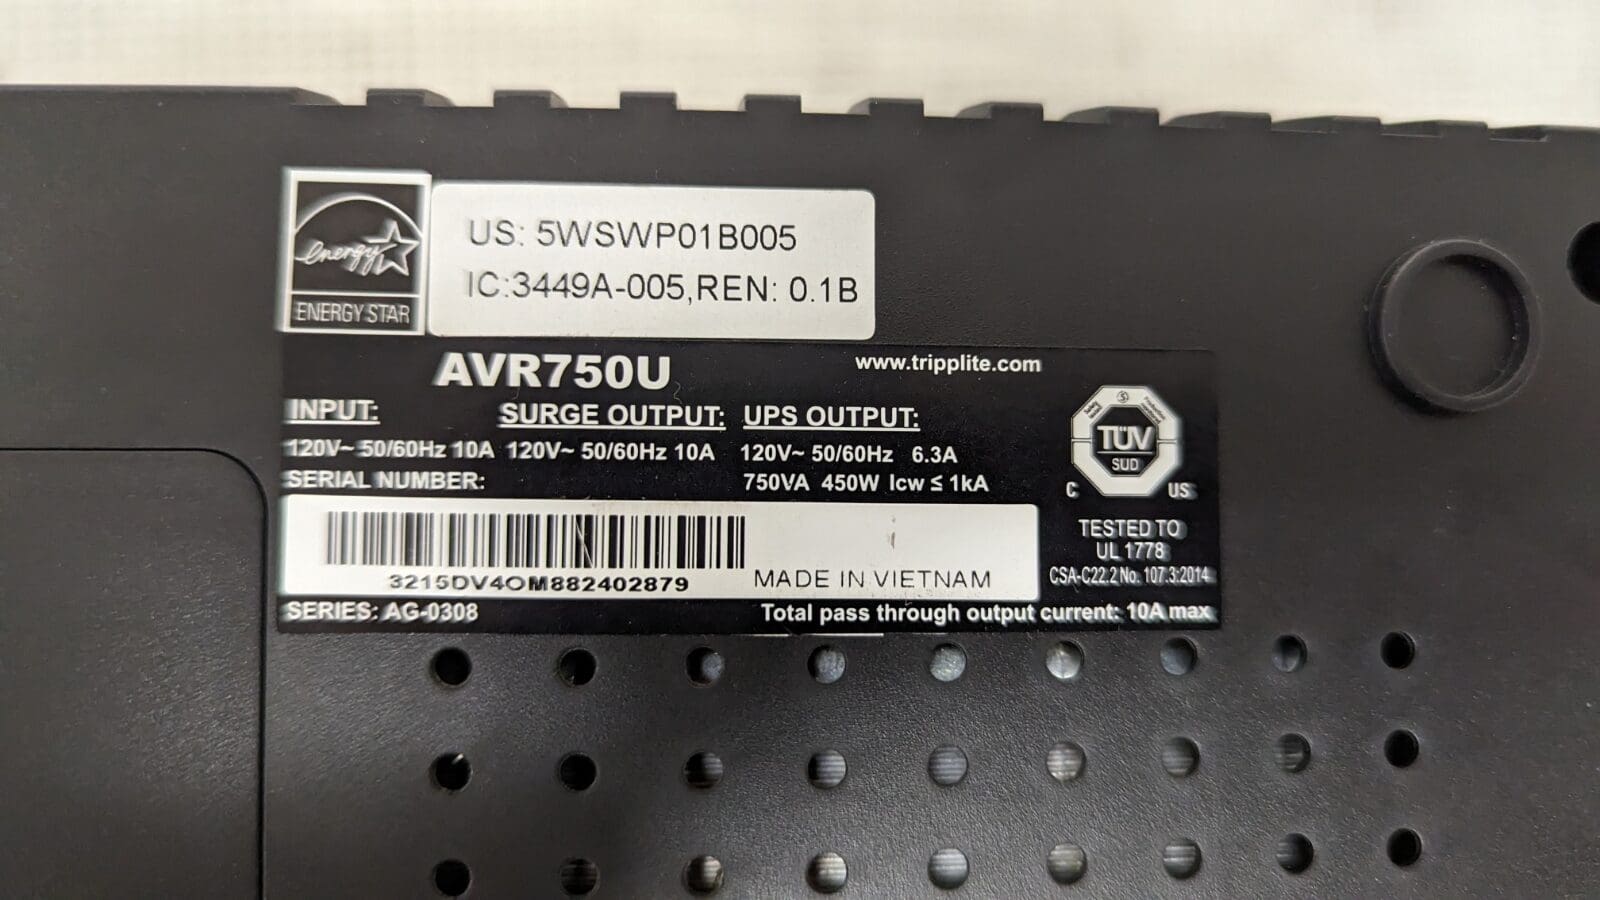 energy
ENERGY STAR
US: 5WSWP01B005
IC:3449A-005,REN: 0.1B
AVR750U
www.tripplite.com
INPUT: SURGE OUTPUT: UPS OUTPUT:
120V~ 50/60Hz 10A 120V~ 50/60Hz 10A 120V~ 50/60Hz 6.3A
SERIAL NUMBER: 750VA 450W Icw ≤ 1kA
TÜV
SUD
C US
TESTED TO
UL 1778
CSA-C22.2 No. 107.3:2014
3215DV4OM882402879 MADE IN VIETNAM
SERIES: AG-0308 Total pass through output current: 10A max